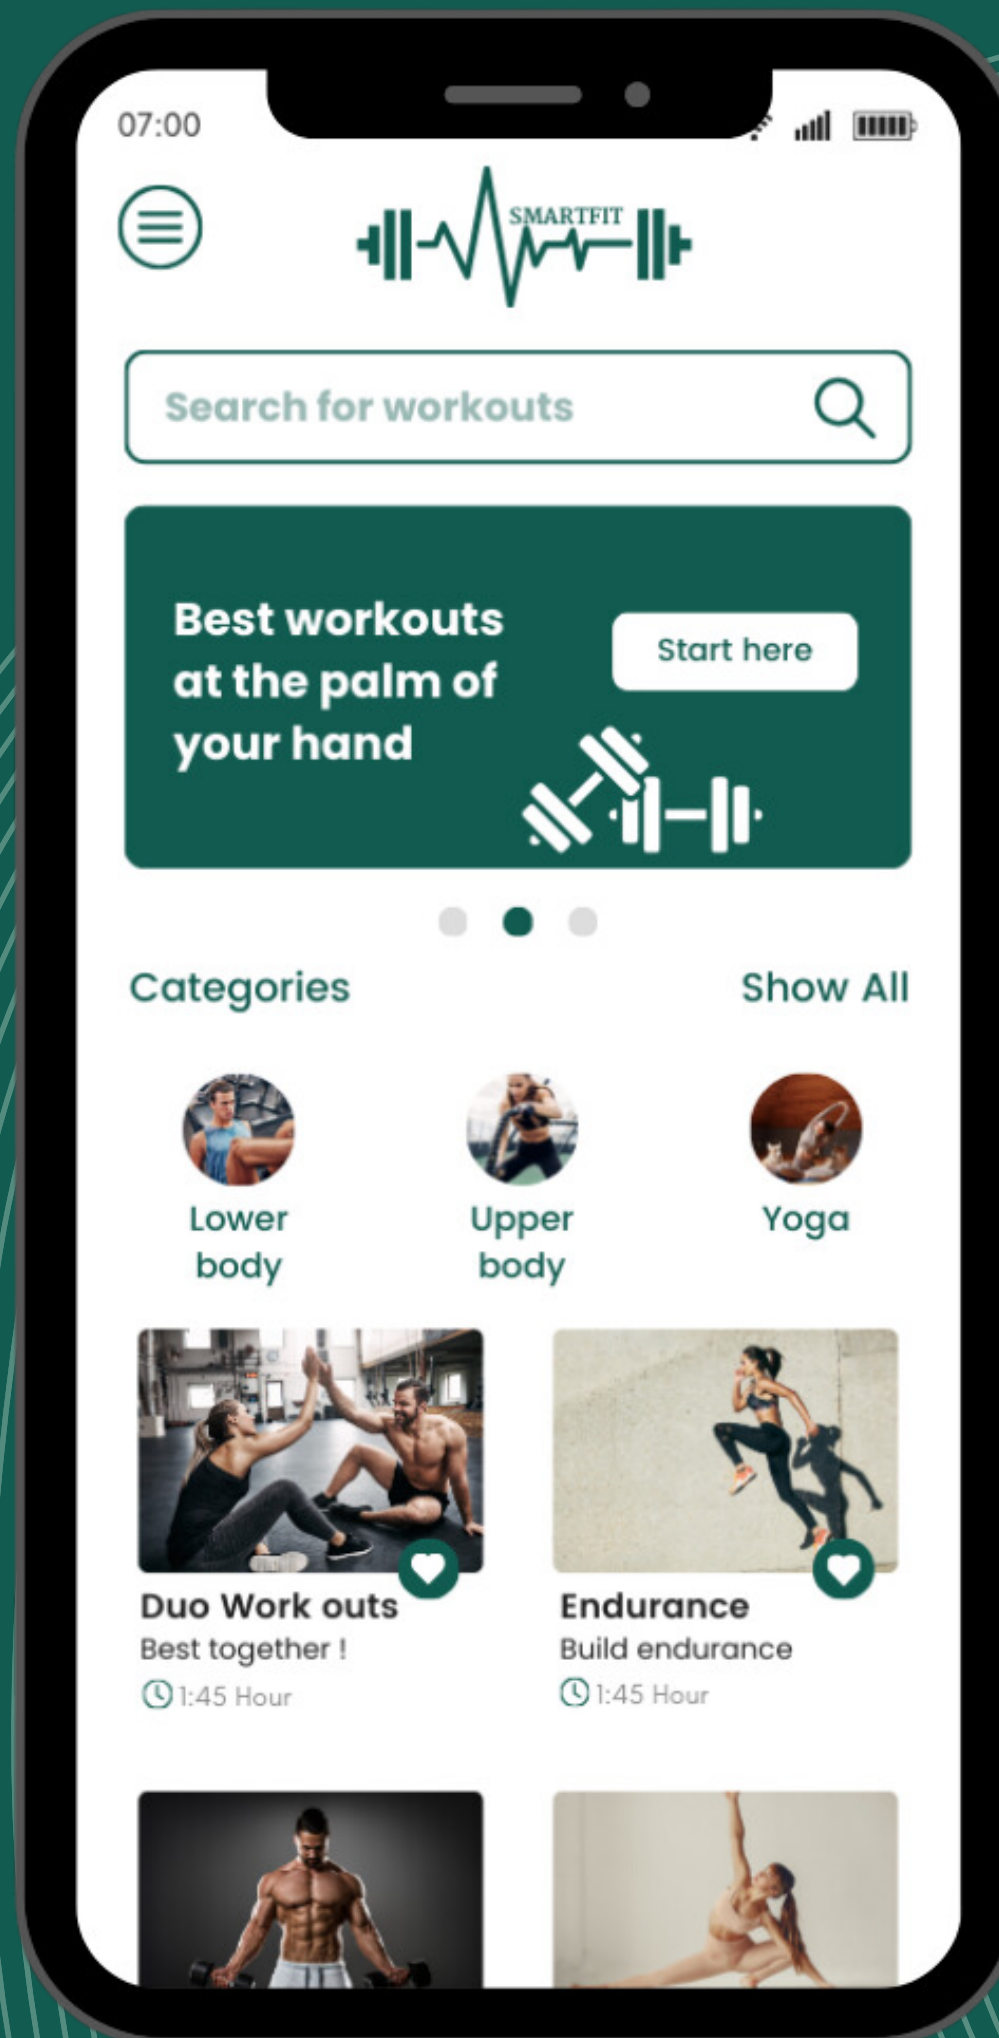 07:00
SMARTFIT
Search for workouts
Best workouts
at the palm of
your hand
Start here
Categories
Show All
Lower
body
Upper
body
Yoga
Duo Work outs
Best together !
1:45 Hour
Endurance
Build endurance
1:45 Hour